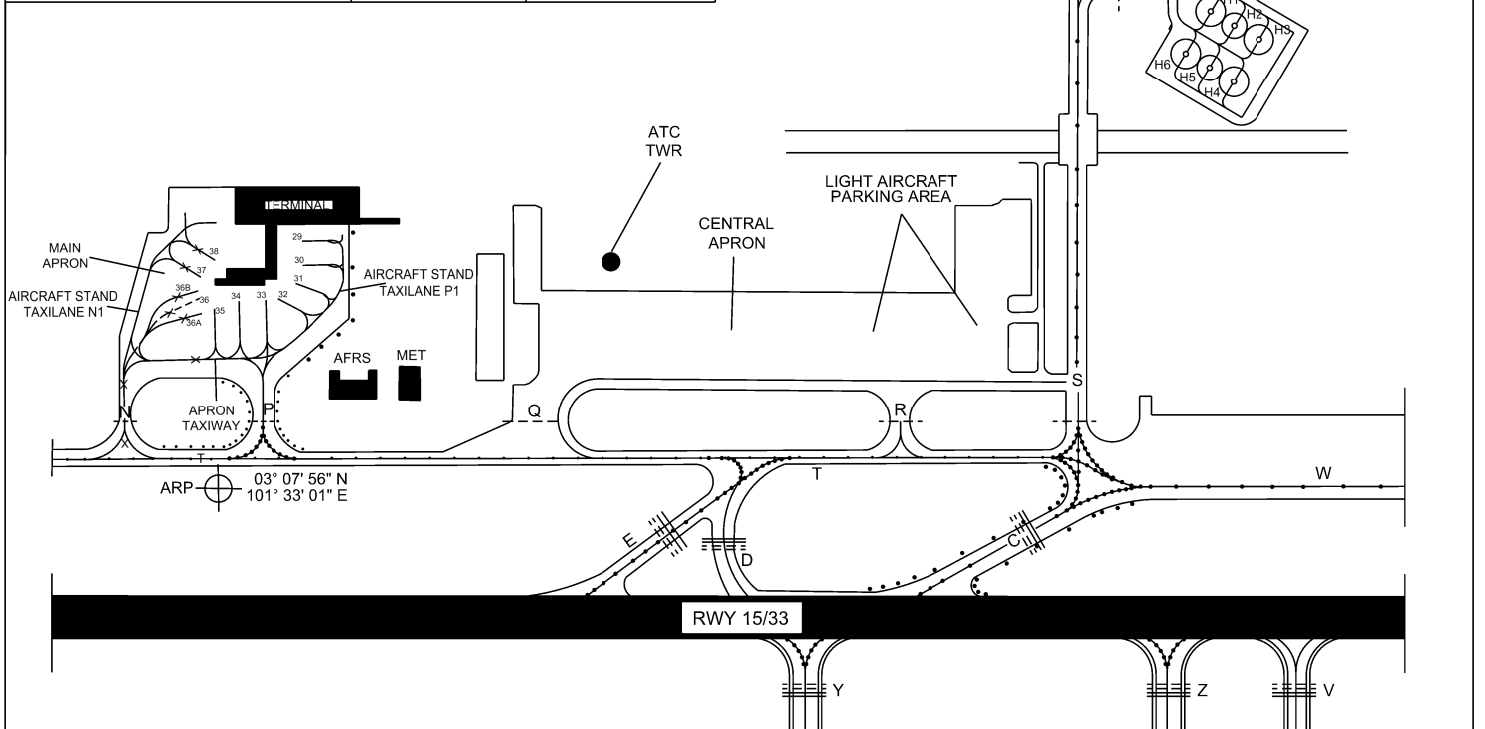 H1
H2
H3
H6
H5
H4
ATC
TWR
LIGHT AIRCRAFT
PARKING AREA
TERMINAL
CENTRAL
APRON
MAIN
APRON
29
38
30
37
31
AIRCRAFT STAND
TAXILANE P1
AIRCRAFT STAND
TAXILANE N1
36B
36
34
33
32
35
36A
AFRS
MET
S
N
APRON
TAXIWAY
P
Q
R
T
T
W
ARP
03° 07' 56" N
101° 33' 01" E
E
D
C
RWY 15/33
Y
Z
V